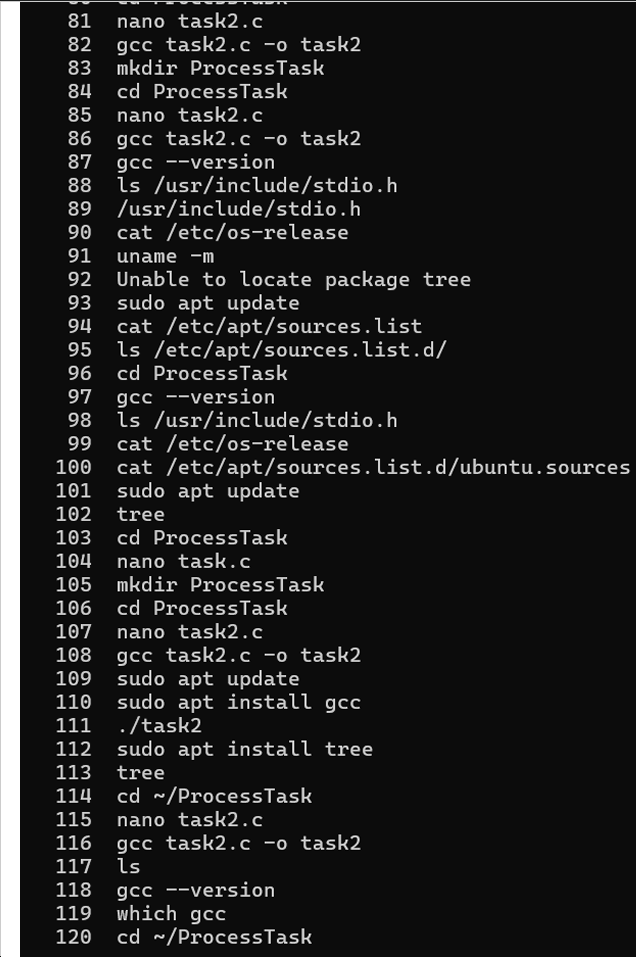 80 cd ProcessTask
81 nano task2.c
82 gcc task2.c -o task2
83 mkdir ProcessTask
84 cd ProcessTask
85 nano task2.c
86 gcc task2.c -o task2
87 gcc --version
88 ls /usr/include/stdio.h
89 /usr/include/stdio.h
90 cat /etc/os-release
91 uname -m
92 Unable to locate package tree
93 sudo apt update
94 cat /etc/apt/sources.list
95 ls /etc/apt/sources.list.d/
96 cd ProcessTask
97 gcc --version
98 ls /usr/include/stdio.h
99 cat /etc/os-release
100 cat /etc/apt/sources.list.d/ubuntu.sources
101 sudo apt update
102 tree
103 cd ProcessTask
104 nano task.c
105 mkdir ProcessTask
106 cd ProcessTask
107 nano task2.c
108 gcc task2.c -o task2
109 sudo apt update
110 sudo apt install gcc
111 ./task2
112 sudo apt install tree
113 tree
114 cd ~/ProcessTask
115 nano task2.c
116 gcc task2.c -o task2
117 ls
118 gcc --version
119 which gcc
120 cd ~/ProcessTask